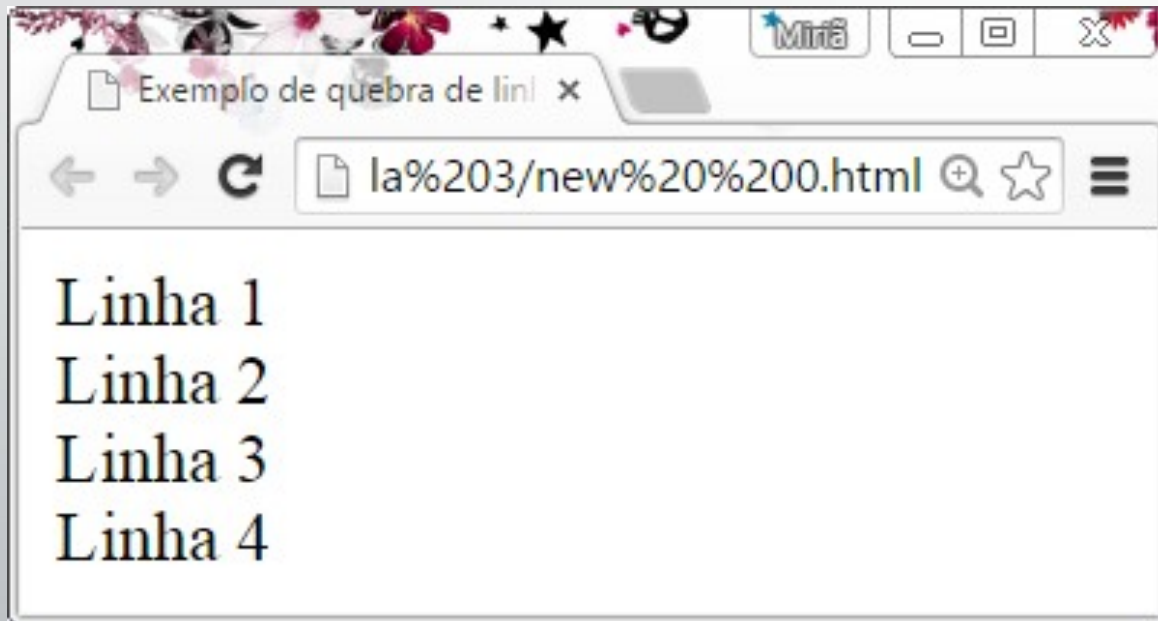 Miriã
Exemplo de quebra de linl
la%203/new%20%200.html
Linha 1
Linha 2
Linha 3
Linha 4